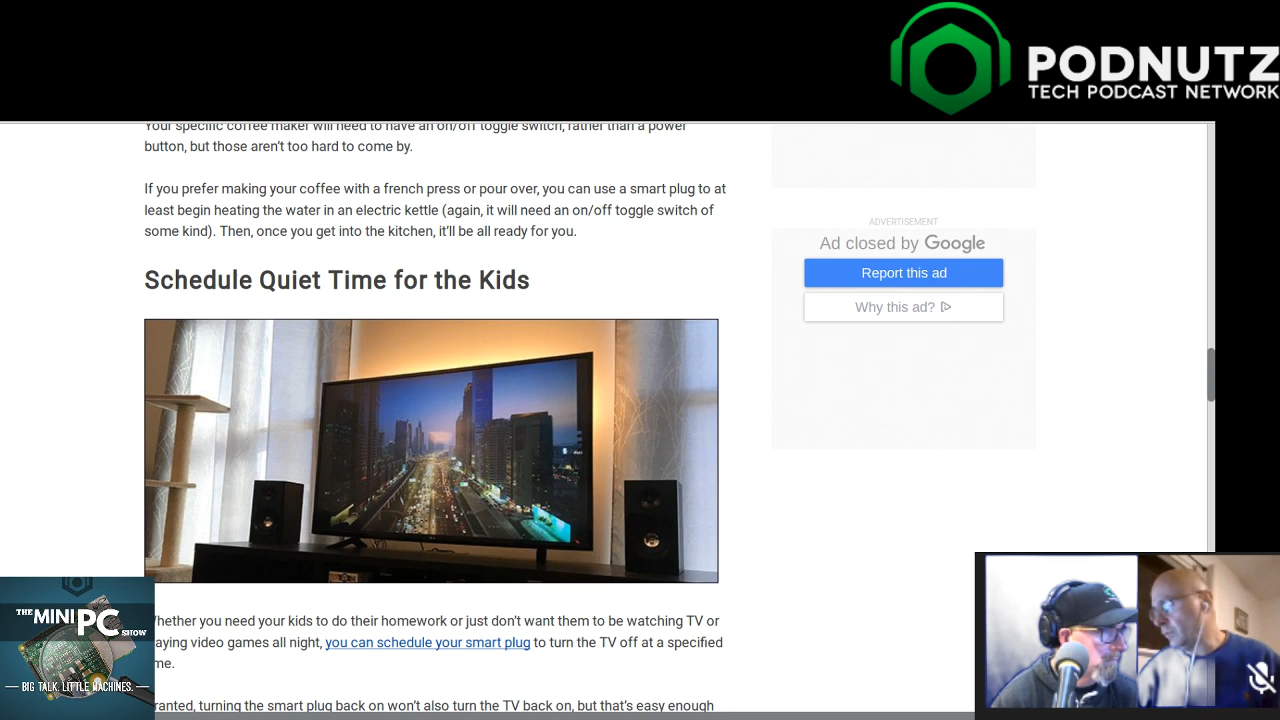 PODNUTZ
TECH PODCAST NETWORK
Your specific coffee maker will need to have an on/off toggle switch, rather than a power
button, but those aren't too hard to come by.
If you prefer making your coffee with a french press or pour over, you can use a smart plug to at
least begin heating the water in an electric kettle (again, it will need an on/off toggle switch of
some kind). Then, once you get into the kitchen, it'll be all ready for you.
ADVERTISEMENT
Ad closed by Google
Report this ad
Why this ad?
Schedule Quiet Time for the Kids
hether you need your kids to do their homework or just don't want them to be watching TV or
aying video games all night, you can schedule your smart plug to turn the TV off at a specified
me.
ranted, turning the smart plug back on won't also turn the TV back on, but that's easy enough
THE MINI PC SHOW
BIG TALK. LITTLE MACHINES.